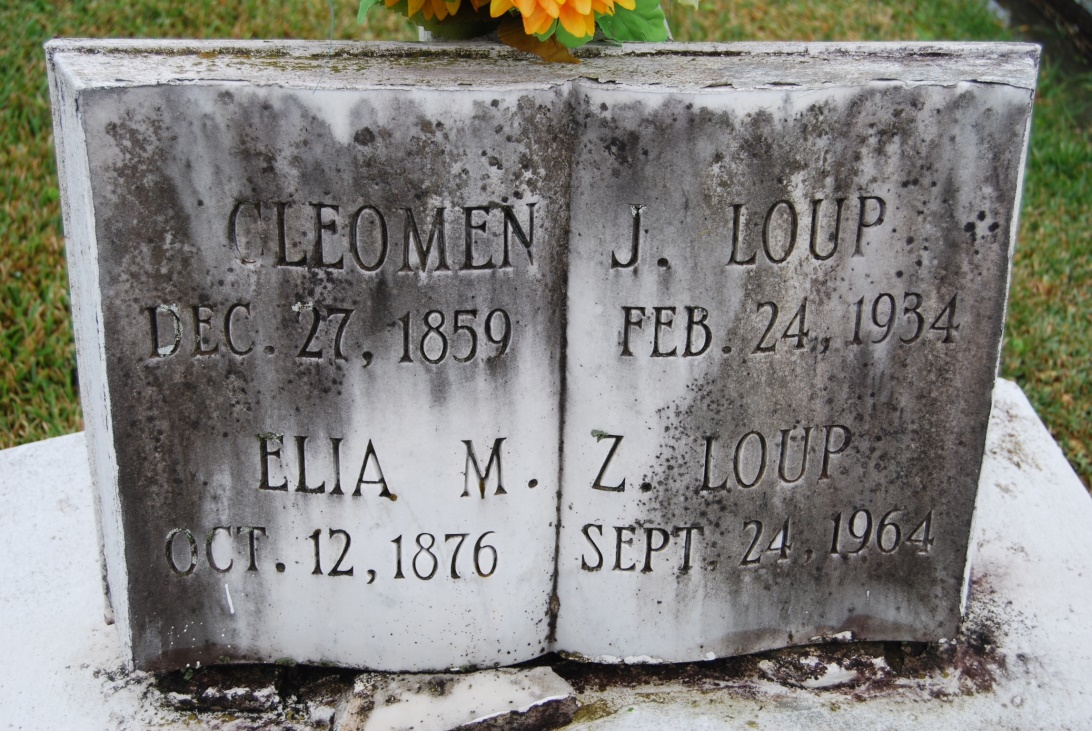 CLEOMEN J. LOUP
DEC. 27, 1859 FEB. 24, 1934
ELIA M. Z. LOUP
OCT. 12, 1876 SEPT. 24, 1964